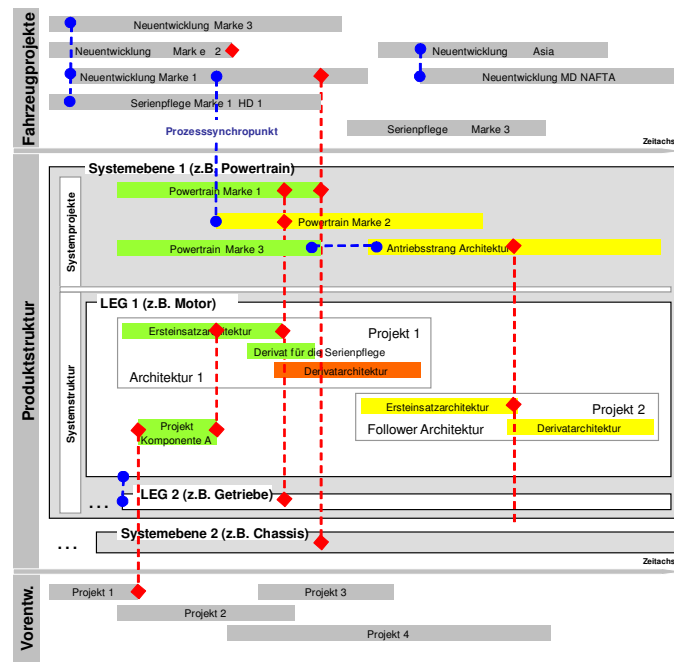 Fahrzeugprojekte
Neuentwicklung Marke 3
Neuentwicklung Mark e 2
Neuentwicklung Asia
Neuentwicklung Marke 1
Neuentwicklung MD NAFTA
Serienpflege Marke 1 HD 1
Prozesssynchropunkt
Serienpflege Marke 3
Zeitachs
Produktstruktur
Systemebene 1 (z.B. Powertrain)
Systemprojekte
Powertrain Marke 1
Powertrain Marke 2
Powertrain Marke 3
Antriebsstrang Architektur
Systemstruktur
LEG 1 (z.B. Motor)
Ersteinsatzarchitektur
Projekt 1
Derivat für die Serienpflege
Derivatarchitektur
Architektur 1
Ersteinsatzarchitektur
Projekt 2
Projekt
Komponente A
Follower Architektur
Derivatarchitektur
LEG 2 (z.B. Getriebe)
...
Systemebene 2 (z.B. Chassis)
...
Zeitachs
Vorentw.
Projekt 1
Projekt 3
Projekt 2
Projekt 4